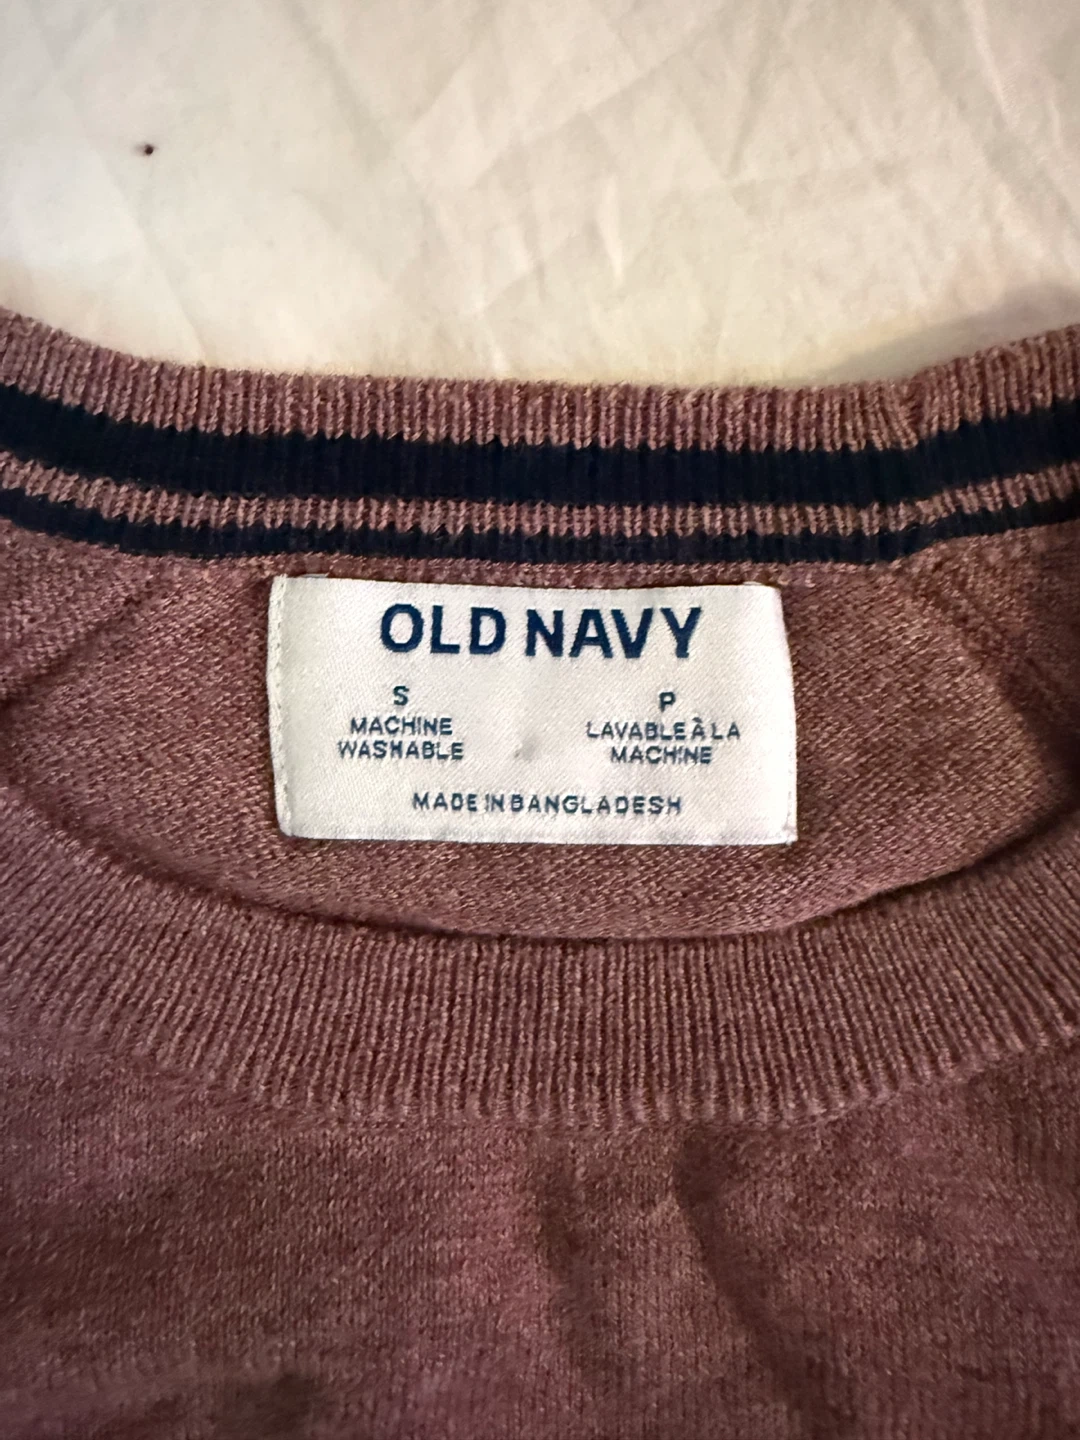 OLD NAVY
S
MACHINE
WASHABLE
P
LAVABLE À LA
MACHINE
MADE IN BANGLADESH